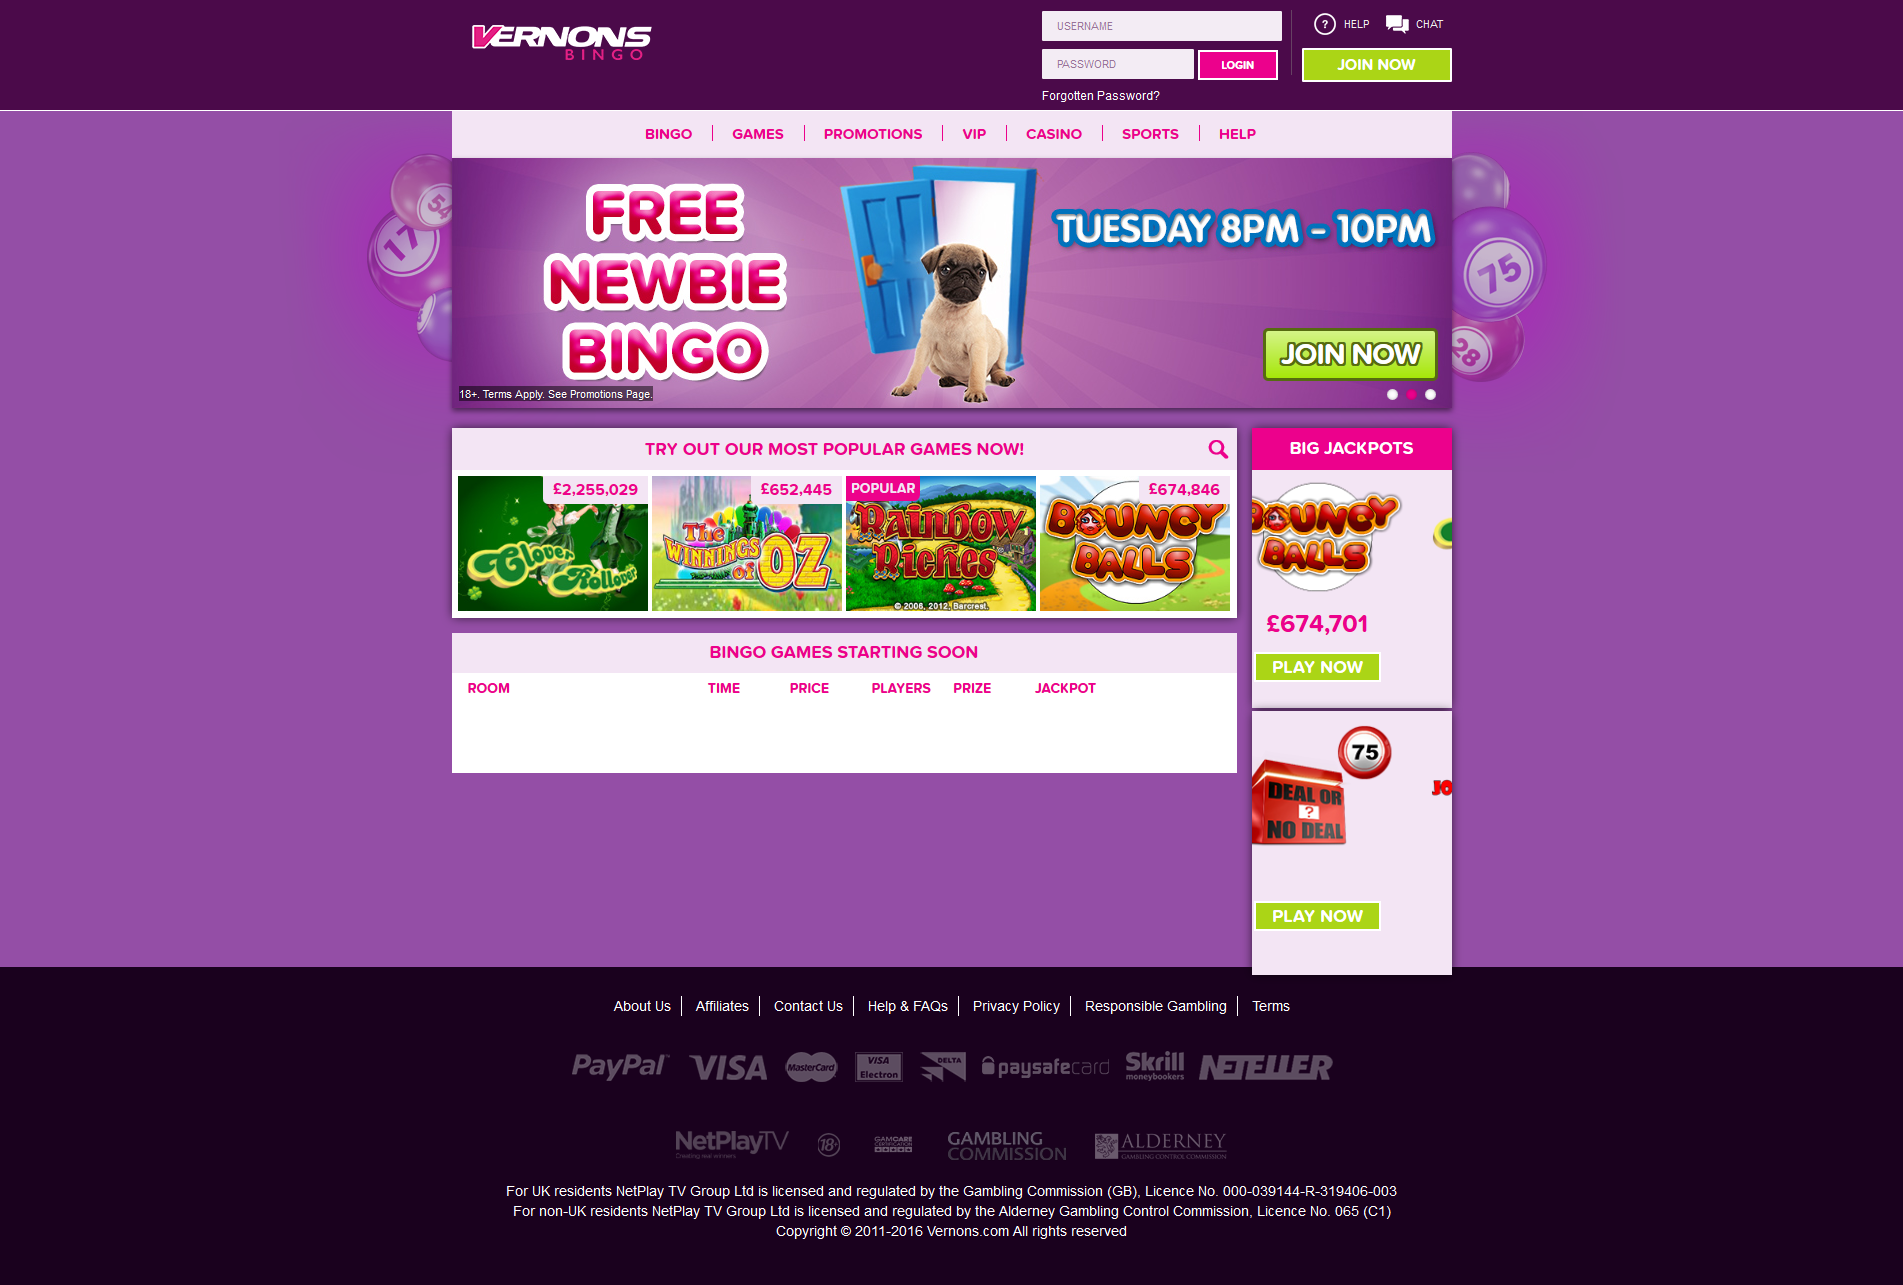 VERNONS
BINGO
USERNAME
PASSWORD
LOGIN
Forgotten Password?
? HELP
CHAT
JOIN NOW
BINGO
GAMES
PROMOTIONS
VIP
CASINO
SPORTS
HELP
54
17
FREE
NEWBIE
BINGO
TUESDAY 8PM - 10PM
JOIN NOW
18+. Terms Apply. See Promotions Page.
75
28
TRY OUT OUR MOST POPULAR GAMES NOW!
£2,255,029
Clover
Rollover
£652,445
The
WINNINGS
of OZ
POPULAR
Rainbow
Riches
© 2006, 2012, Barcrest.
£674,846
BOUNCY
BALLS
BIG JACKPOTS
BOUNCY
BALLS
£674,701
PLAY NOW
BINGO GAMES STARTING SOON
ROOM
TIME
PRICE
PLAYERS
PRIZE
JACKPOT
75
DEAL OR
?
NO DEAL
JO
PLAY NOW
About Us
Affiliates
Contact Us
Help & FAQs
Privacy Policy
Responsible Gambling
Terms
PayPal
VISA
MasterCard
VISA
Electron
DELTA
paysafecard
Skrill
moneybookers
NETELLER
NetPlayTV
Creating real winners
18+
GAMCARE
CERTIFICATION
GAMBLING
COMMISSION
ALDERNEY
GAMBLING CONTROL COMMISSION
For UK residents NetPlay TV Group Ltd is licensed and regulated by the Gambling Commission (GB), Licence No. 000-039144-R-319406-003
For non-UK residents NetPlay TV Group Ltd is licensed and regulated by the Alderney Gambling Control Commission, Licence No. 065 (C1)
Copyright © 2011-2016 Vernons.com All rights reserved